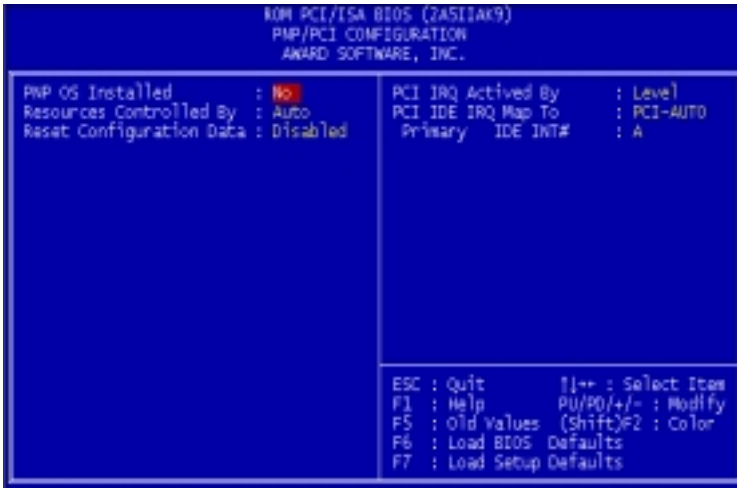 ROM PCI/ISA BIOS (2A5IIAK9)
PNP/PCI CONFIGURATION
AWARD SOFTWARE, INC.
PNP OS Installed : No
Resources Controlled By : Auto
Reset Configuration Data : Disabled
PCI IRQ Actived By : Level
PCI IDE IRQ Map To : PCI-AUTO
Primary IDE INT# : A
ESC : Quit ↑↓→← : Select Item
F1 : Help PU/PD/+/- : Modify
F5 : Old Values (Shift)F2 : Color
F6 : Load BIOS Defaults
F7 : Load Setup Defaults